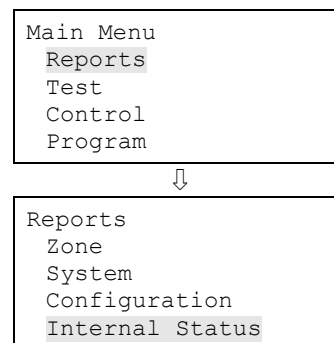 Main Menu
Reports
Test
Control
Program
⇩
Reports
Zone
System
Configuration
Internal Status